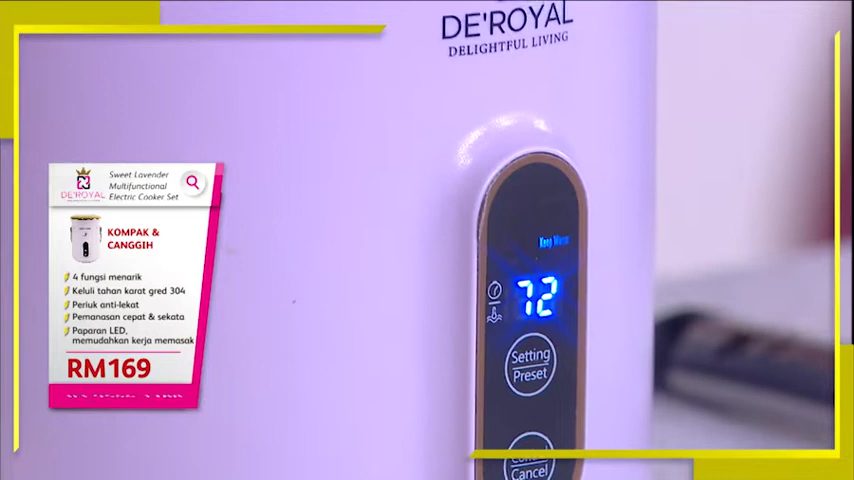 DE'ROYAL
DELIGHTFUL LIVING
DE'ROYAL
Sweet Lavender
Multifunctional
Electric Cooker Set
KOMPAK &
CANGGIH
4 fungsi menarik
Keluli tahan karat gred 304
Periuk anti-lekat
Pemanasan cepat & sekata
Paparan LED,
memudahkan kerja memasak
RM169
Keep Warm
72
Setting
Preset
Cancel